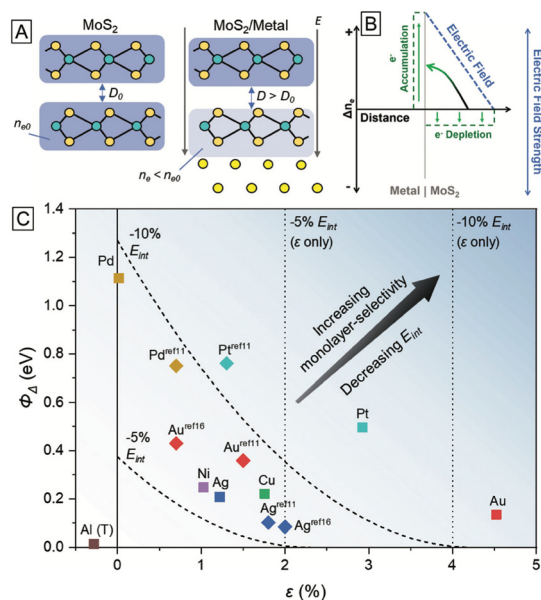 A
MoS2
MoS2/Metal
E
D0
D > D0
ne0
ne < ne0
B
+
Δne
-
e-
Accumulation
Electric Field
Distance
e- Depletion
Metal | MoS2
Electric Field Strength
C
ΦΔ (eV)
1.4
1.2
1.0
0.8
0.6
0.4
0.2
0.0
-10%
Eint
-5% Eint
(ε only)
-10% Eint
(ε only)
Increasing
monolayer-selectivity
Decreasing Eint
Pd
Pdref11
Ptref11
Auref16
Auref11
Pt
-5%
Eint
Ni
Ag
Cu
Agref11
Agref16
Au
Al (T)
0
1
2
3
4
5
ε (%)